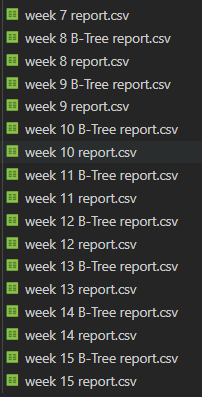 week 7 report.csv
week 8 B-Tree report.csv
week 8 report.csv
week 9 B-Tree report.csv
week 9 report.csv
week 10 B-Tree report.csv
week 10 report.csv
week 11 B-Tree report.csv
week 11 report.csv
week 12 B-Tree report.csv
week 12 report.csv
week 13 B-Tree report.csv
week 13 report.csv
week 14 B-Tree report.csv
week 14 report.csv
week 15 B-Tree report.csv
week 15 report.csv